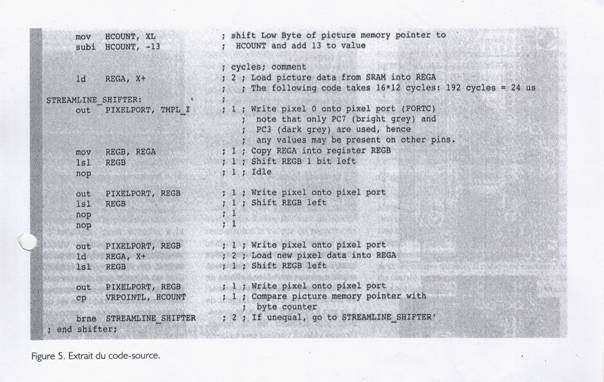 mov HCOUNT, XL ; shift Low Byte of picture memory pointer to
subi HCOUNT, -13 ; HCOUNT and add 13 to value
; cycles; comment
ld REGA, X+ ; 2 ; Load picture data from SRAM into REGA
; ; The following code takes 16*12 cycles; 192 cycles = 24 us
STREAMLINE_SHIFTER: ;
out PIXELPORT, TMPL_I ; 1 ; Write pixel 0 onto pixel port (PORTC)
; note that only PC7 (bright grey) and
; PC3 (dark grey) are used, hence
; any values may be present on other pins.
mov REGB, REGA ; 1 ; Copy REGA into register REGB
lsl REGB ; 1 ; Shift REGB 1 bit left
nop ; 1 ; Idle
out PIXELPORT, REGB ; 1 ; Write pixel onto pixel port
lsl REGB ; 1 ; Shift REGB left
nop ; 1
nop ; 1
out PIXELPORT, REGB ; 1 ; Write pixel onto pixel port
ld REGA, X+ ; 2 ; Load new pixel data into REGA
lsl REGB ; 1 ; Shift REGB left
out PIXELPORT, REGB ; 1 ; Write pixel onto pixel port
cp VRPOINTL, HCOUNT ; 1 ; Compare picture memory pointer with
; byte counter
brne STREAMLINE_SHIFTER ; 2 ; If unequal, go to STREAMLINE_SHIFTER'
; end shifter;
Figure 5. Extrait du code-source.